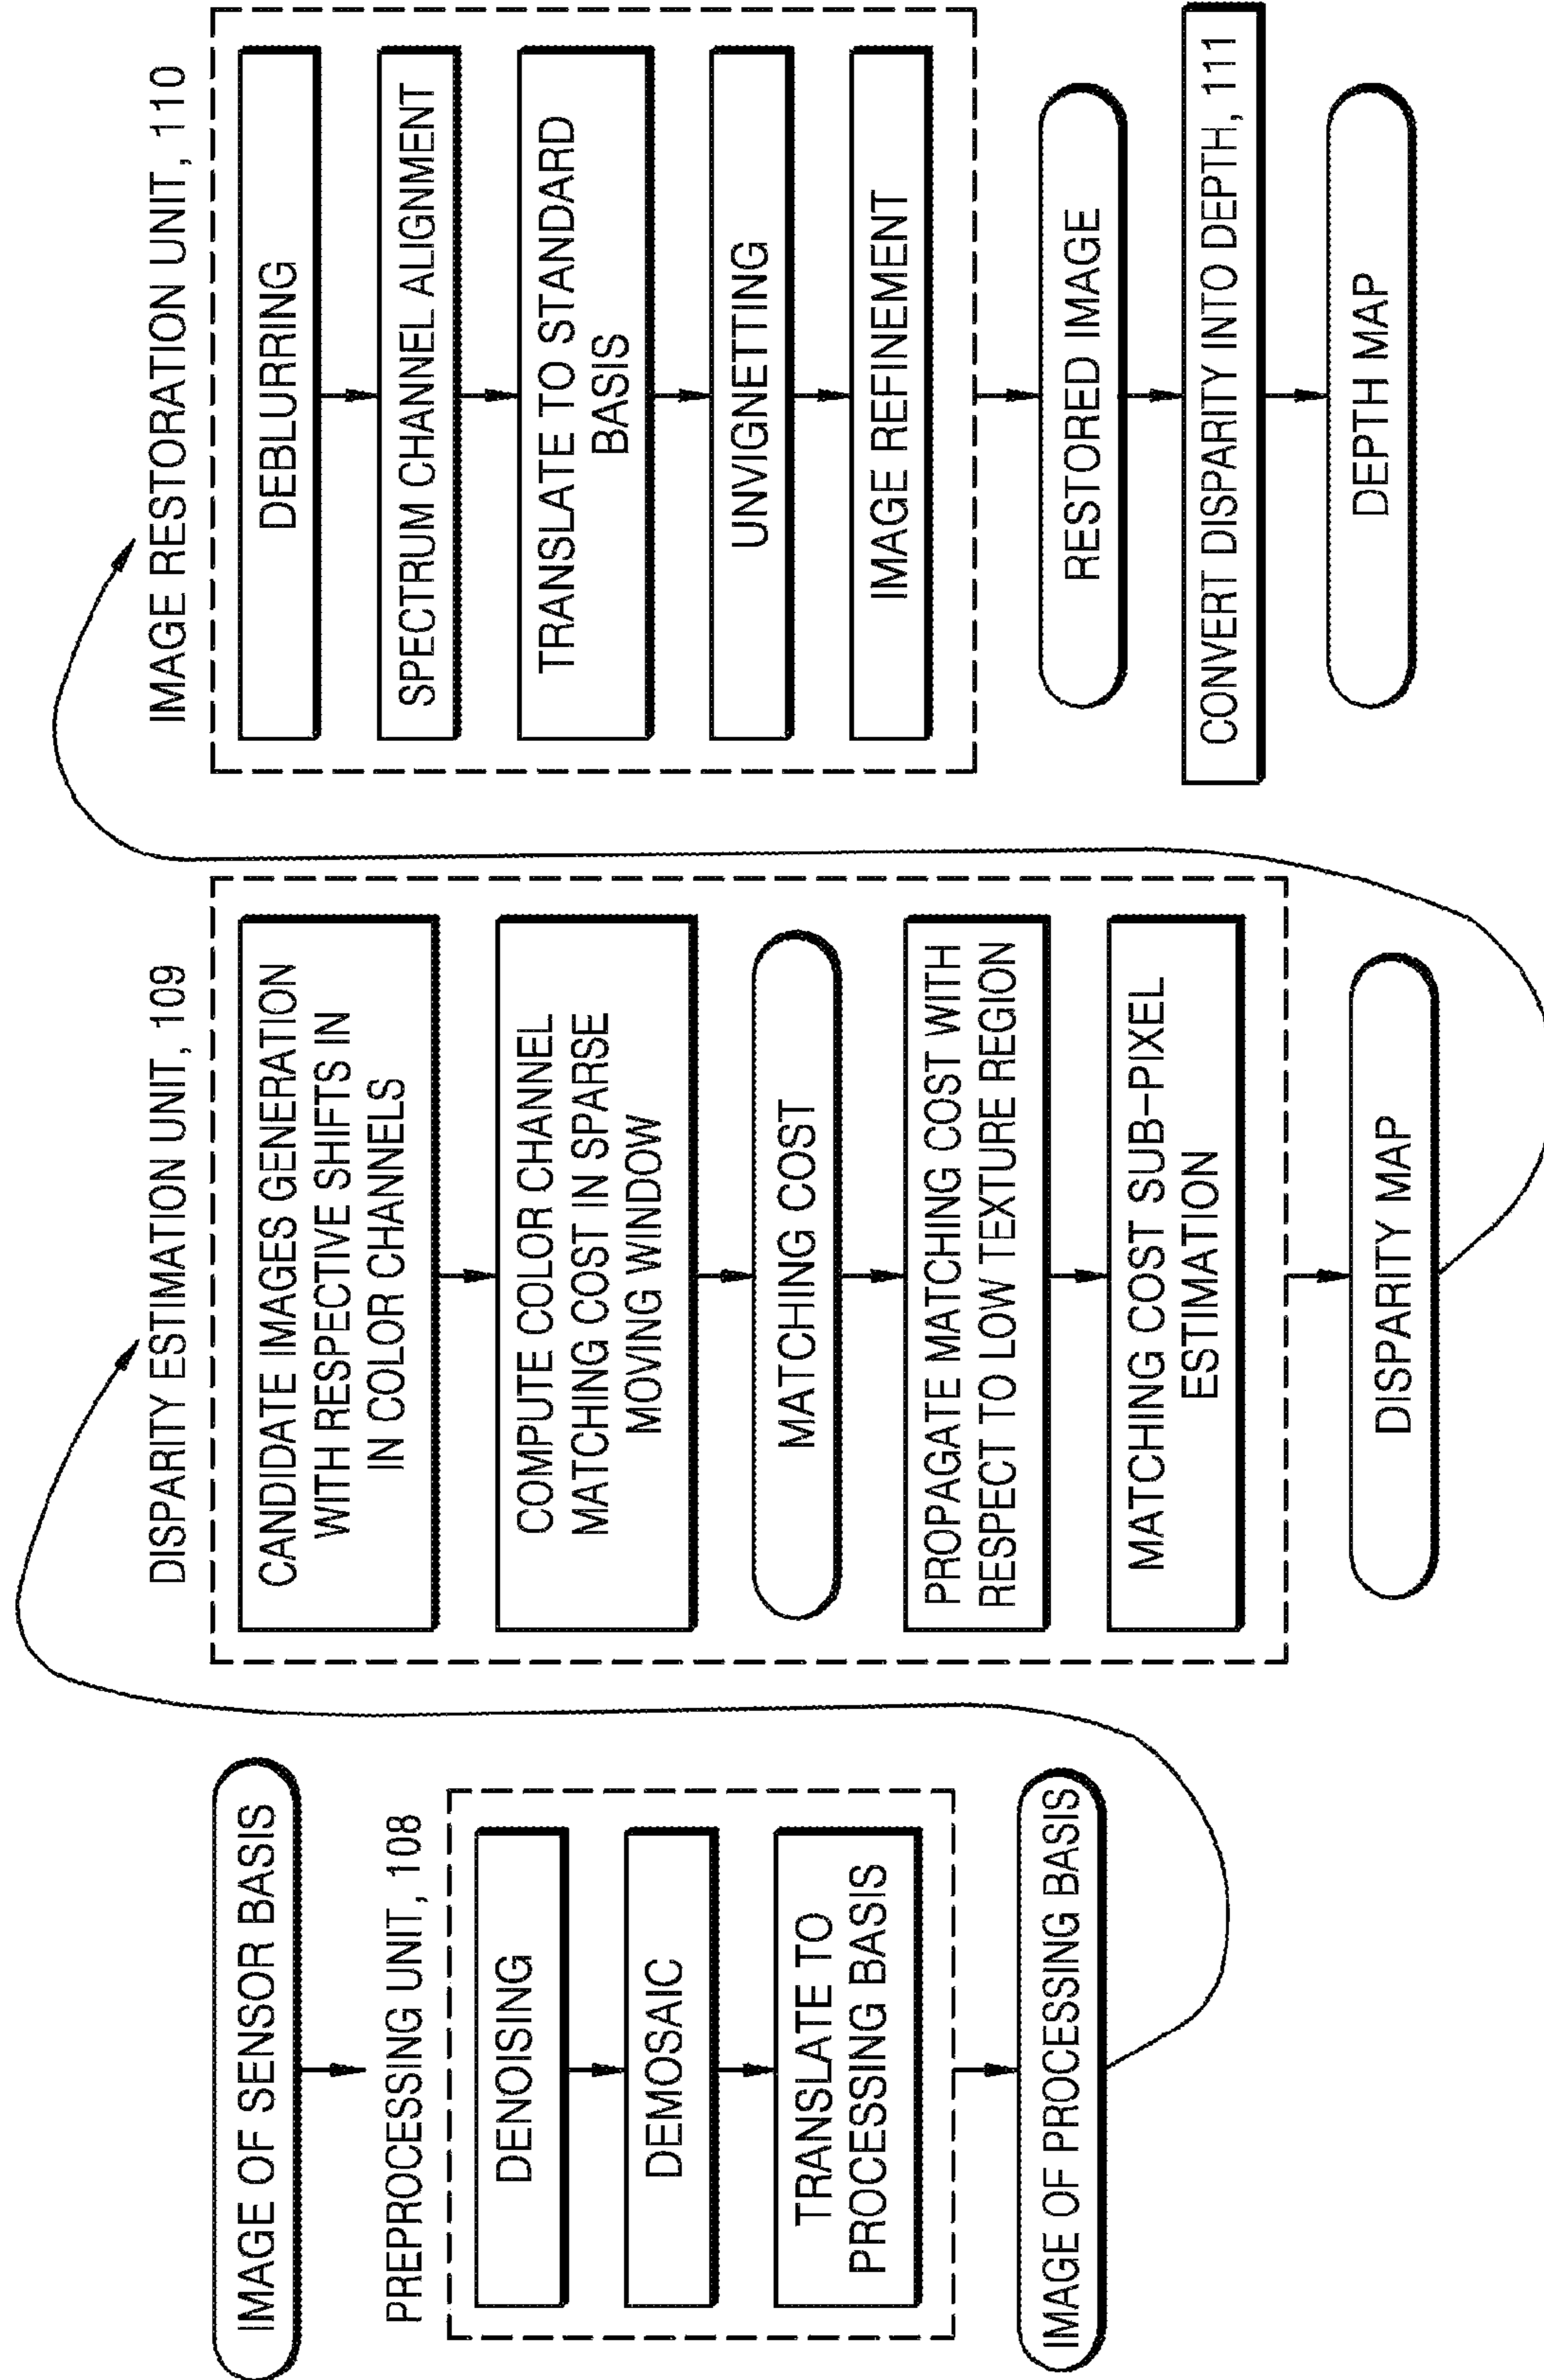 IMAGE OF SENSOR BASIS
PREPROCESSING UNIT, 108
DENOISING
DEMOSAIC
TRANSLATE TO
PROCESSING BASIS
IMAGE OF PROCESSING BASIS
DISPARITY ESTIMATION UNIT, 109
CANDIDATE IMAGES GENERATION
WITH RESPECTIVE SHIFTS IN
IN COLOR CHANNELS
COMPUTE COLOR CHANNEL
MATCHING COST IN SPARSE
MOVING WINDOW
MATCHING COST
PROPAGATE MATCHING COST WITH
RESPECT TO LOW TEXTURE REGION
MATCHING COST SUB-PIXEL
ESTIMATION
DISPARITY MAP
IMAGE RESTORATION UNIT, 110
DEBLURRING
SPECTRUM CHANNEL ALIGNMENT
TRANSLATE TO STANDARD
BASIS
UNVIGNETTING
IMAGE REFINEMENT
RESTORED IMAGE
CONVERT DISPARITY INTO DEPTH, 111
DEPTH MAP